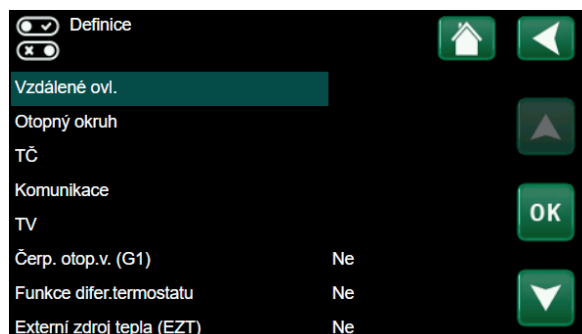 Definice
Vzdálené ovl.
Otopný okruh
TČ
Komunikace
TV
OK
Čerp. otop.v. (G1) Ne
Funkce difer.termostatu Ne
Externí zdroj tepla (EZT) Ne